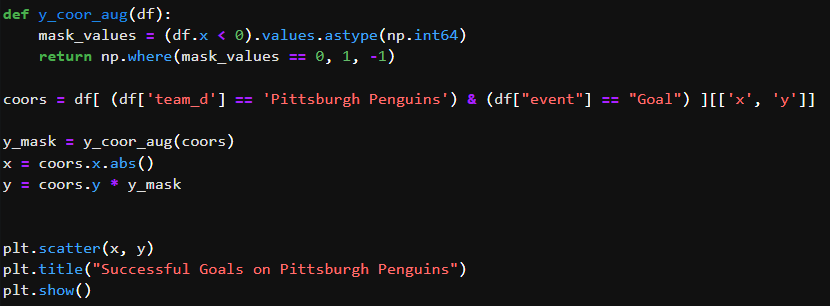 def y_coor_aug(df):
    mask_values = (df.x < 0).values.astype(np.int64)
    return np.where(mask_values == 0, 1, -1)
coors = df[ (df['team_d'] == 'Pittsburgh Penguins') & (df["event"] == "Goal") ][['x', 'y']]
y_mask = y_coor_aug(coors)
x = coors.x.abs()
y = coors.y * y_mask
plt.scatter(x, y)
plt.title("Successful Goals on Pittsburgh Penguins")
plt.show()